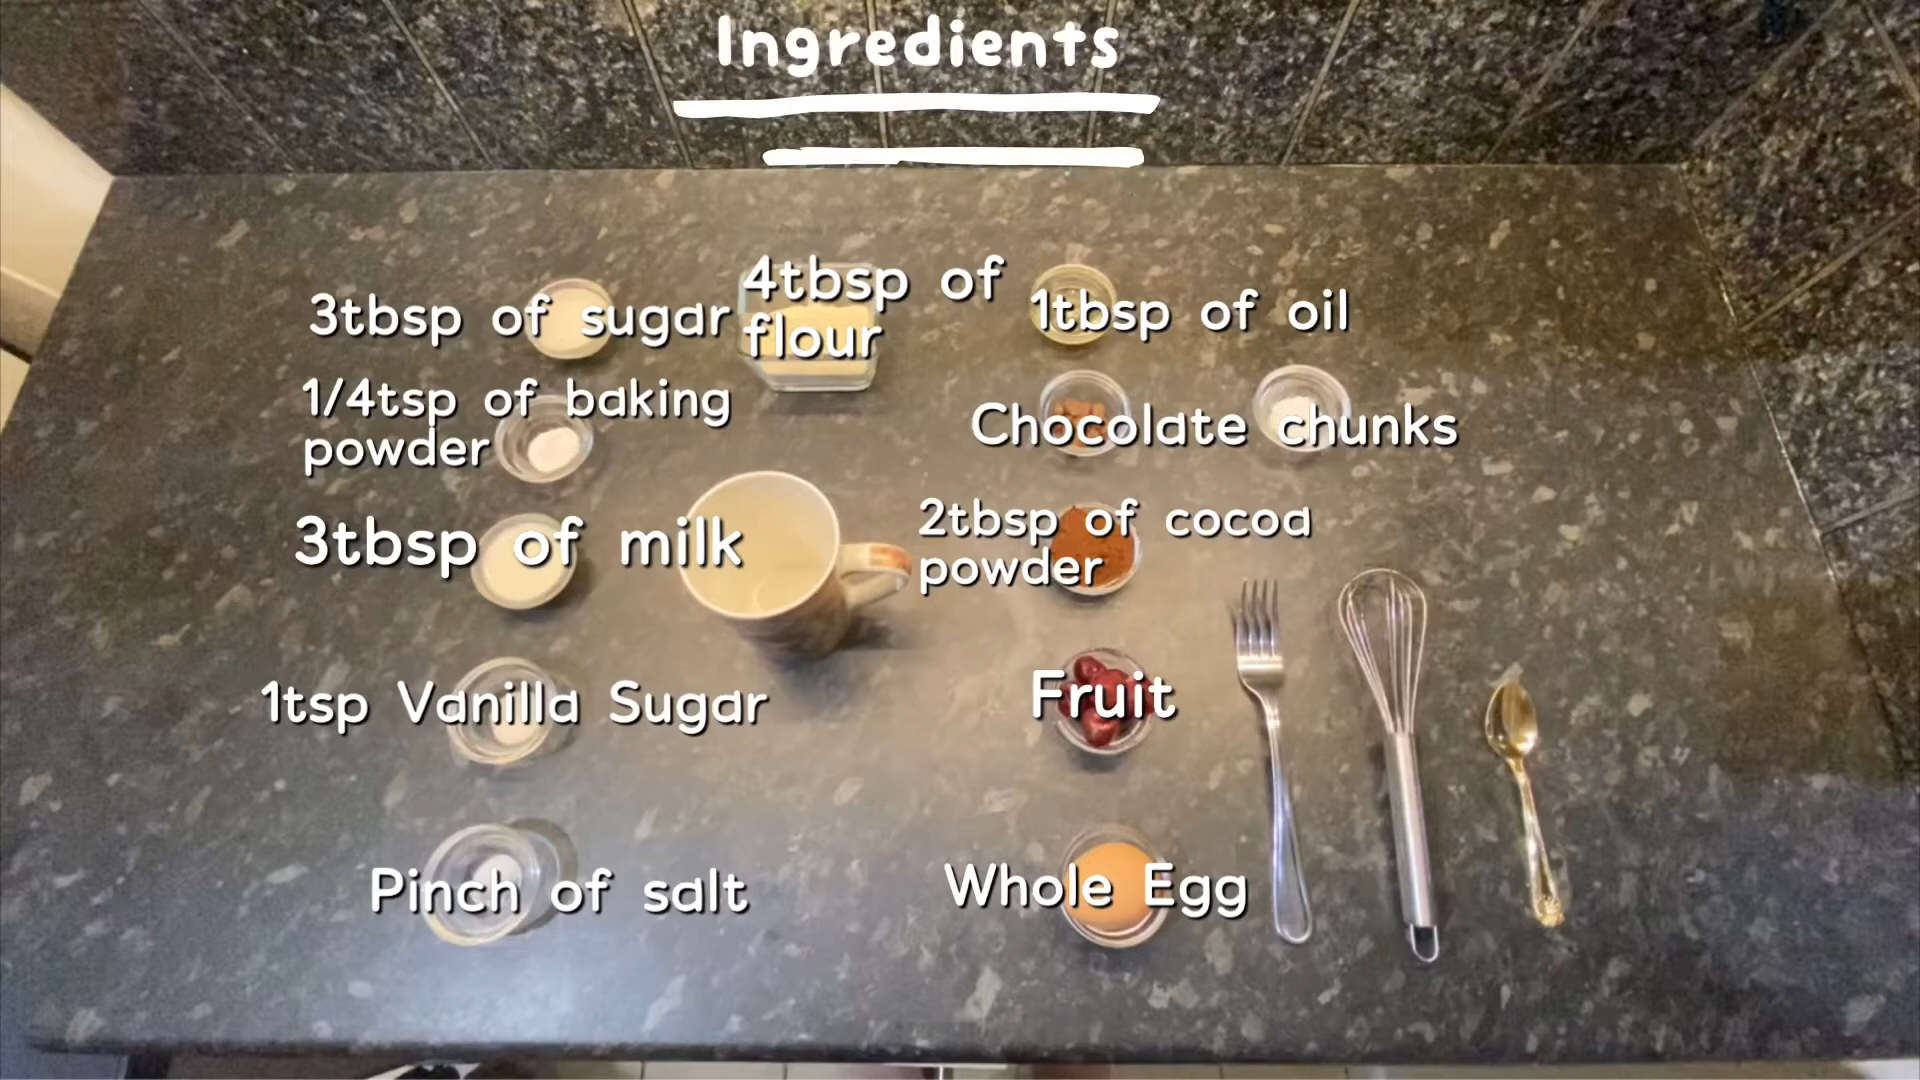 Ingredients
3tbsp of sugar
4tbsp of
flour
1tbsp of oil
1/4tsp of baking
powder
Chocolate chunks
3tbsp of milk
2tbsp of cocoa
powder
1tsp Vanilla Sugar
Fruit
Pinch of salt
Whole Egg